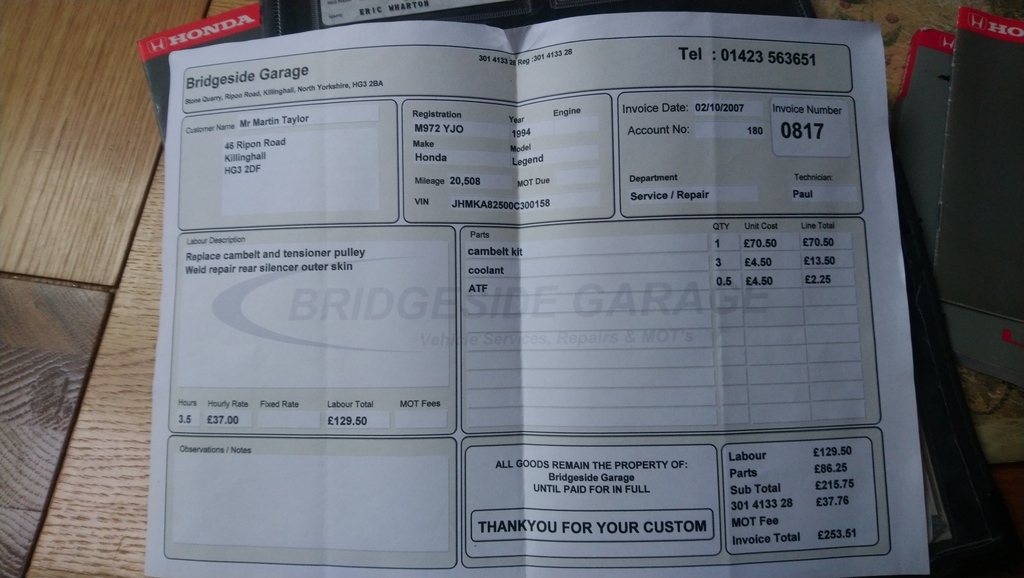 HONDA
ERIC WHARTON
HO
Bridgeside Garage
301 4133 28 Reg :301 4133 28
Tel : 01423 563651
Stone Quarry, Ripon Road, Killinghall, North Yorkshire, HG3 2BA
Customer Name Mr Martin Taylor
46 Ripon Road
Killinghall
HG3 2DF
Registration Year Engine
M972 YJO 1994
Make Model
Honda Legend
Mileage 20,508 MOT Due
VIN JHMKA82500C300158
Invoice Date: 02/10/2007
Account No: 180
Invoice Number
0817
Department Technician:
Service / Repair Paul
Labour Description
Replace cambelt and tensioner pulley
Weld repair rear silencer outer skin
Parts QTY Unit Cost Line Total
cambelt kit 1 £70.50 £70.50
coolant 3 £4.50 £13.50
ATF 0.5 £4.50 £2.25
BRIDGESIDE GARAGE
Vehicle Services, Repairs & MOT's
Hours Hourly Rate Fixed Rate Labour Total MOT Fees
3.5 £37.00 £129.50
Observations / Notes
ALL GOODS REMAIN THE PROPERTY OF:
Bridgeside Garage
UNTIL PAID FOR IN FULL
THANKYOU FOR YOUR CUSTOM
Labour £129.50
Parts £86.25
Sub Total £215.75
301 4133 28 £37.76
MOT Fee
Invoice Total £253.51